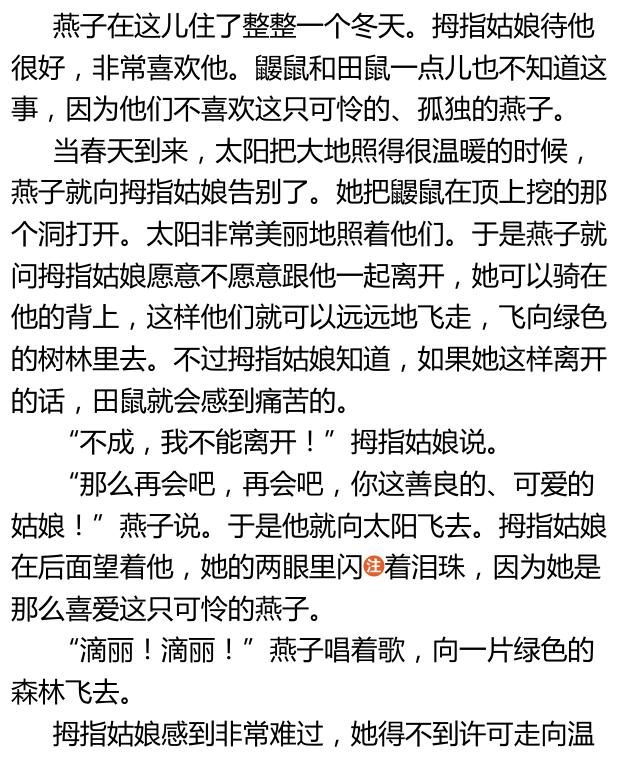 燕子在这儿住了整整一个冬天。拇指姑娘待他
很好，非常喜欢他。鼹鼠和田鼠一点儿也不知道这
事，因为他们不喜欢这只可怜的、孤独的燕子。
当春天到来，太阳把大地照得很温暖的时候，
燕子就向拇指姑娘告别了。她把鼹鼠在顶上挖的那
个洞打开。太阳非常美丽地照着他们。于是燕子就
问拇指姑娘愿意不愿意跟他一起离开，她可以骑在
他的背上，这样他们就可以远远地飞走，飞向绿色
的树林里去。不过拇指姑娘知道，如果她这样离开
的话，田鼠就会感到痛苦的。
“不成，我不能离开！”拇指姑娘说。
“那么再会吧，再会吧，你这善良的、可爱的
姑娘！”燕子说。于是他就向太阳飞去。拇指姑娘
在后面望着他，她的两眼里闪注着泪珠，因为她是
那么喜爱这只可怜的燕子。
“滴丽！滴丽！”燕子唱着歌，向一片绿色的
森林飞去。
拇指姑娘感到非常难过，她得不到许可走向温